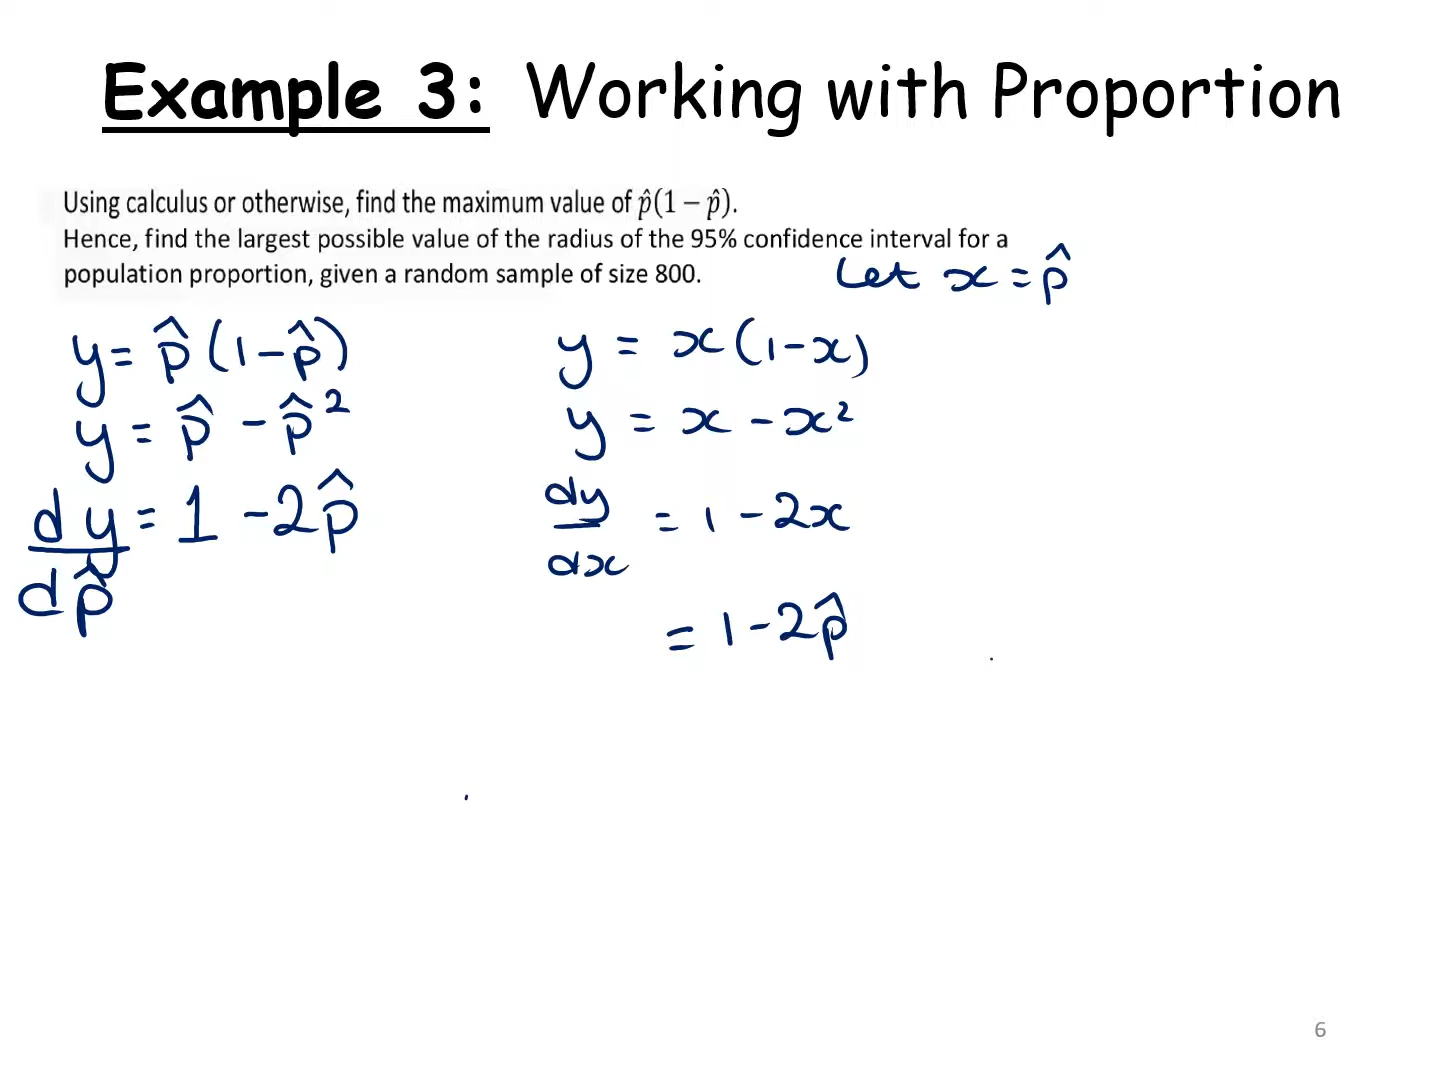 Example 3: Working with Proportion
Using calculus or otherwise, find the maximum value of p̂(1 − p̂).
Hence, find the largest possible value of the radius of the 95% confidence interval for a
population proportion, given a random sample of size 800.
Let x = p̂
y = p̂(1-p̂)
y = p̂ - p̂²
dy/dp̂ = 1 - 2p̂
y = x(1-x)
y = x - x²
dy/dx = 1 - 2x
= 1 - 2p̂
6